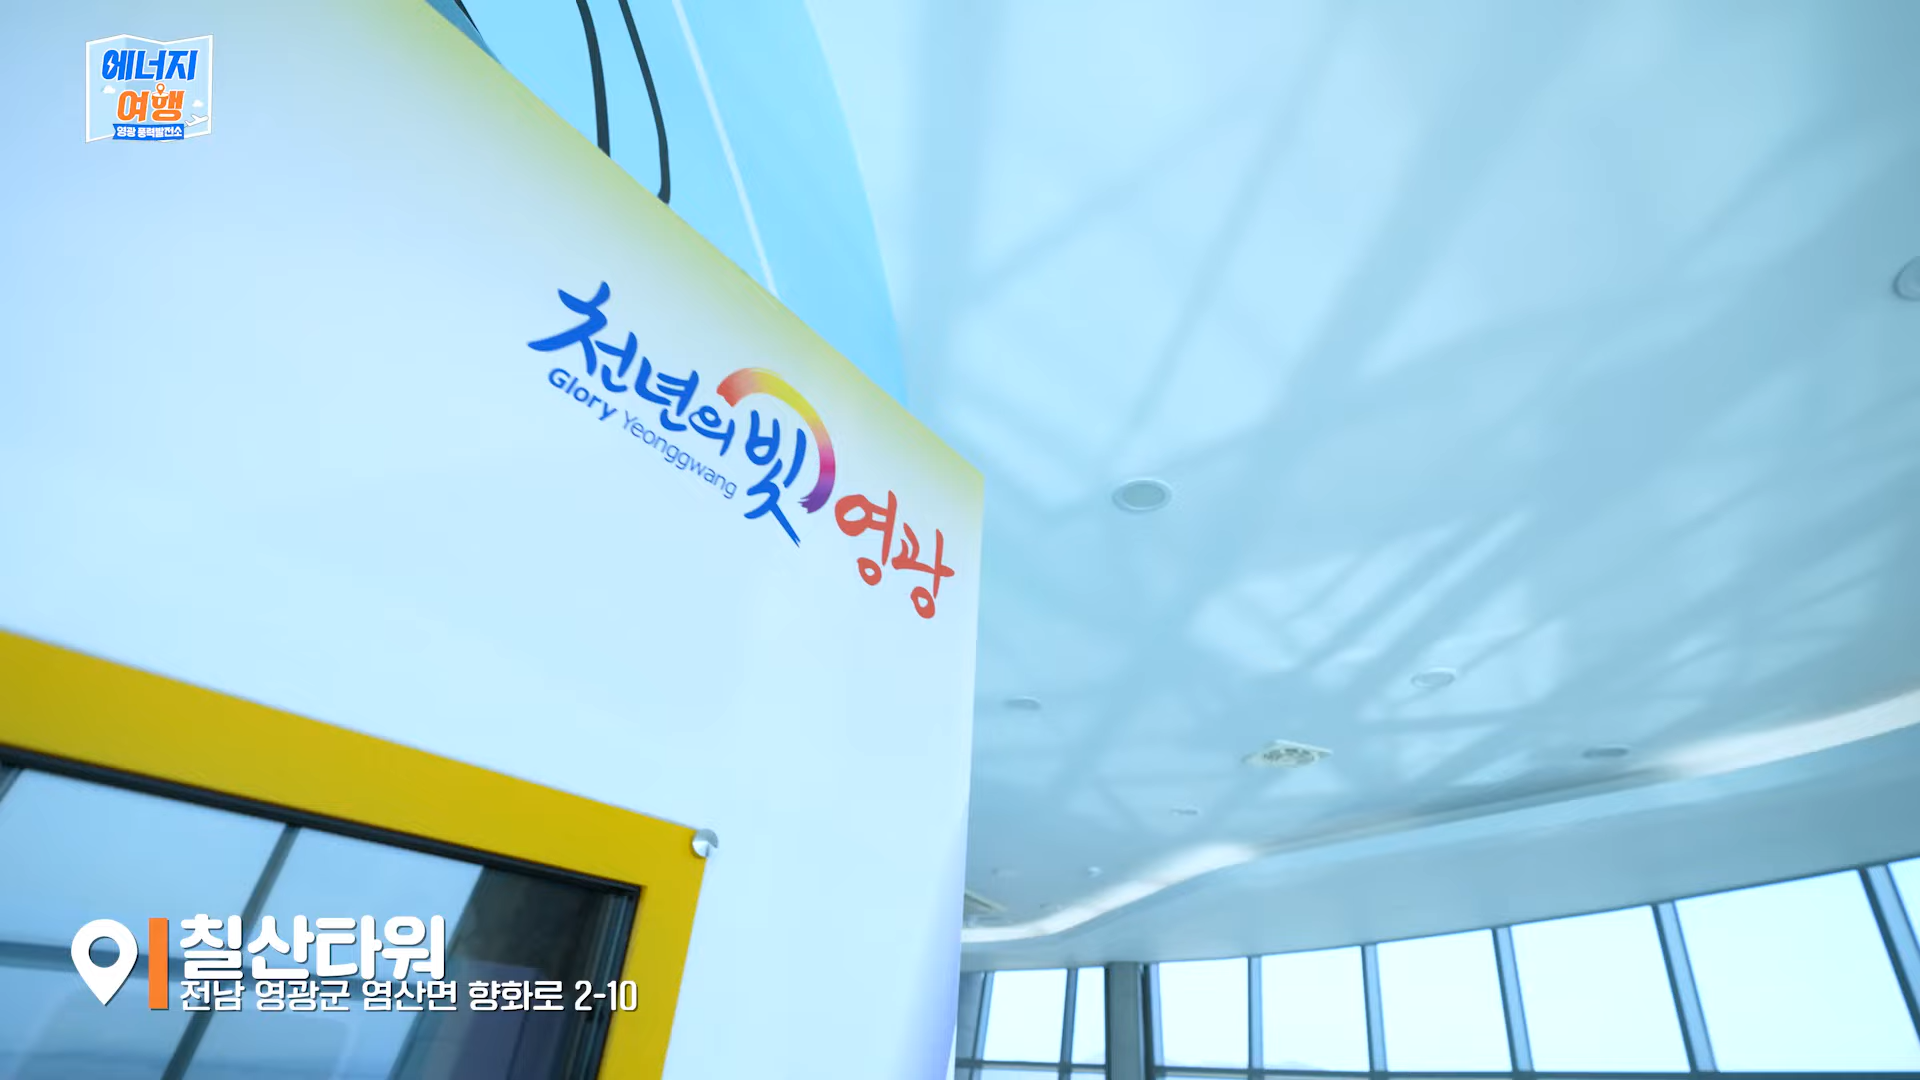 에너지
여행
영광 풍력발전소
천년의 빛 영광
Glory Yeonggwang
칠산타워
전남 영광군 염산면 향화로 2-10